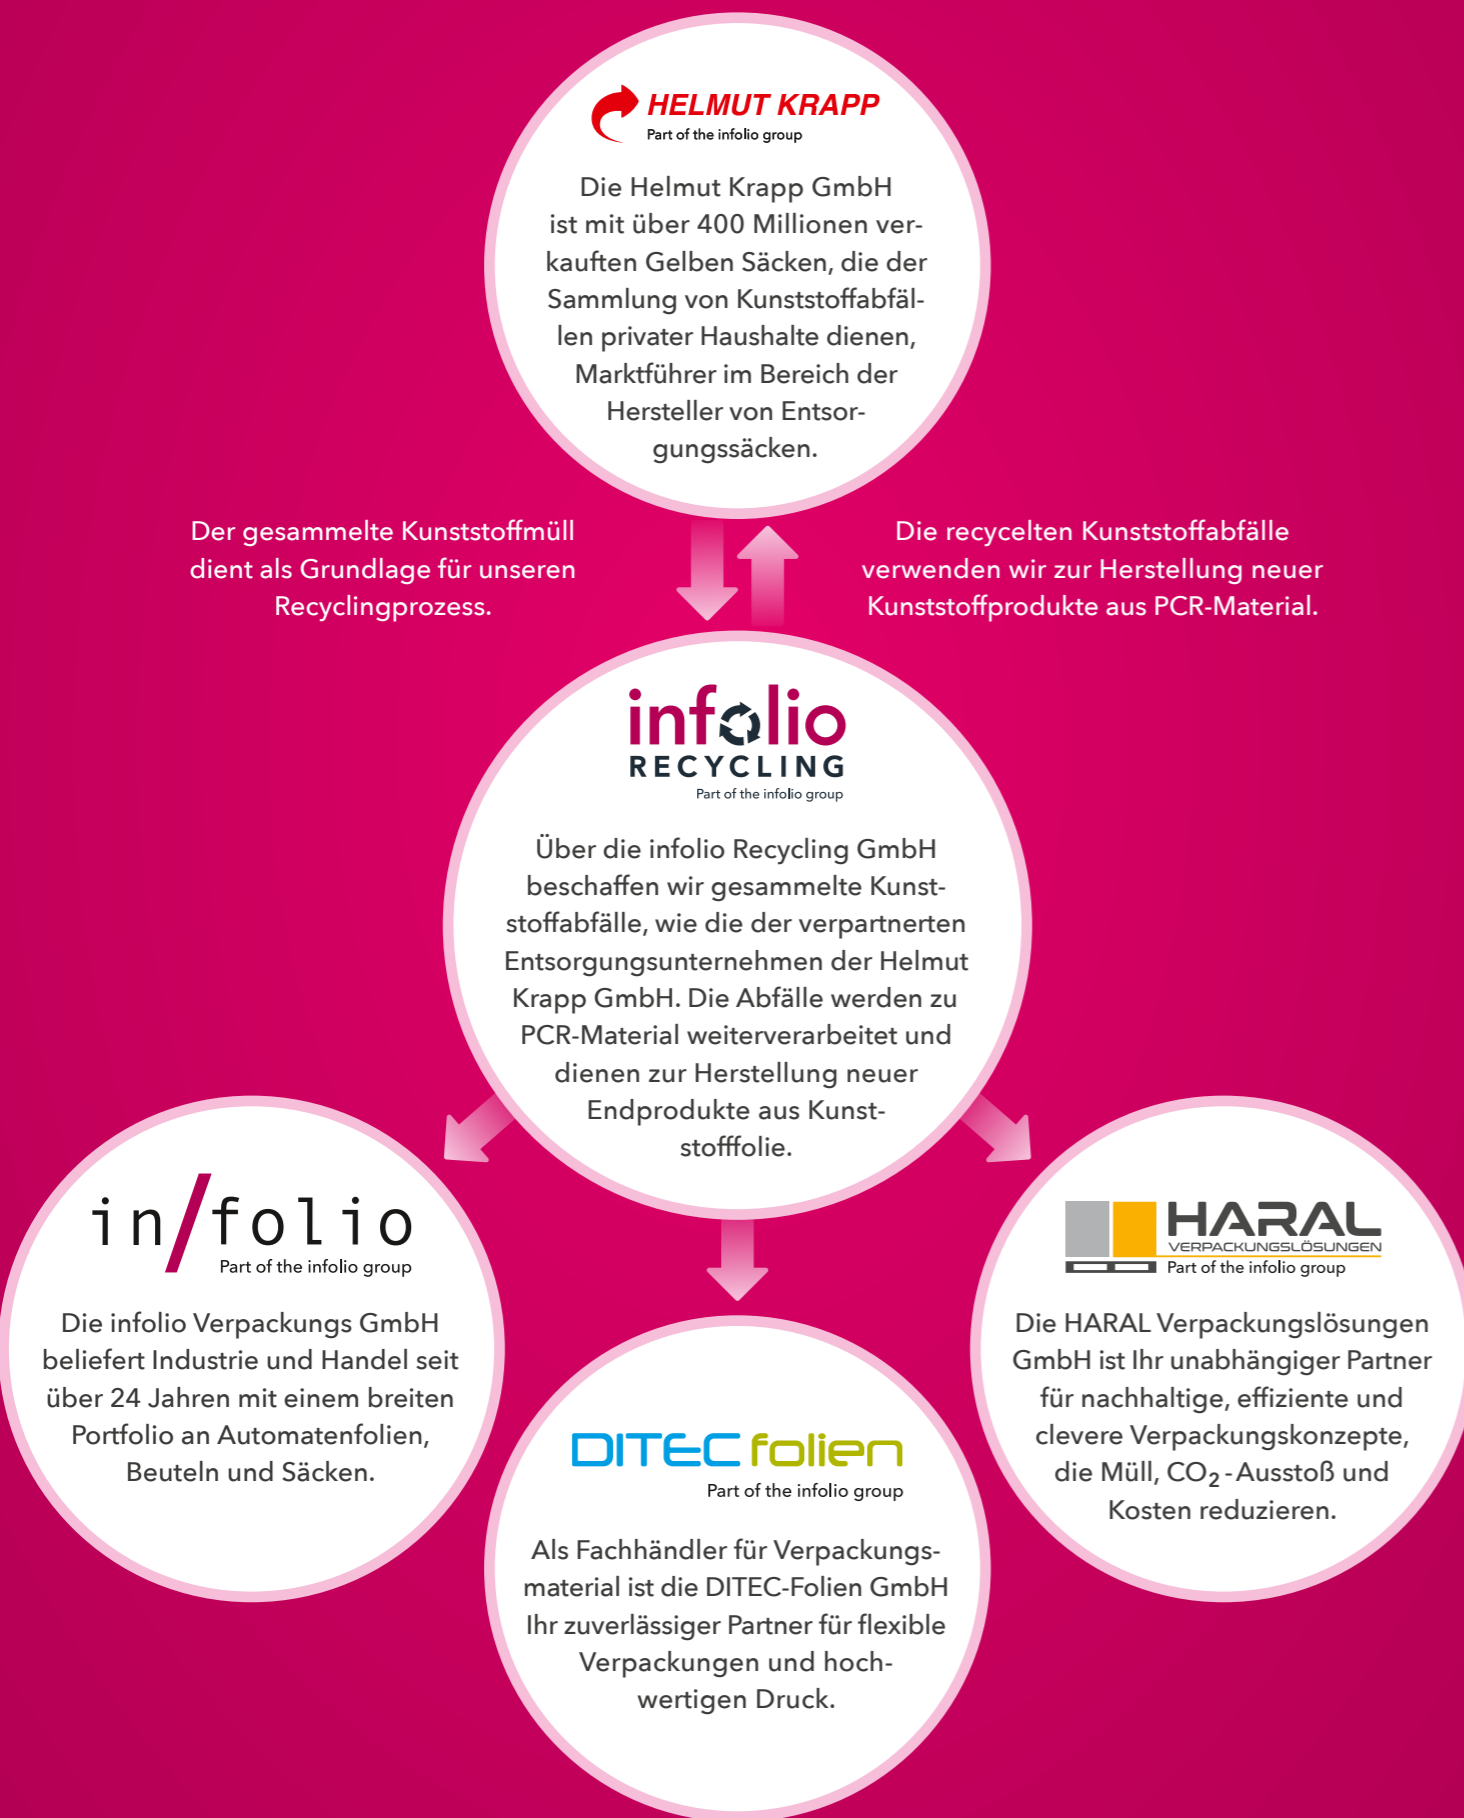 HELMUT KRAPP
Part of the infolio group
Die Helmut Krapp GmbH
ist mit über 400 Millionen ver-
kauften Gelben Säcken, die der
Sammlung von Kunststoffabfäl-
len privater Haushalte dienen,
Marktführer im Bereich der
Hersteller von Entsor-
gungssäcken.
Der gesammelte Kunststoffmüll
dient als Grundlage für unseren
Recyclingprozess.
Die recycelten Kunststoffabfälle
verwenden wir zur Herstellung neuer
Kunststoffprodukte aus PCR-Material.
infolio
RECYCLING
Part of the infolio group
Über die infolio Recycling GmbH
beschaffen wir gesammelte Kunst-
stoffabfälle, wie die der verpartnerten
Entsorgungsunternehmen der Helmut
Krapp GmbH. Die Abfälle werden zu
PCR-Material weiterverarbeitet und
dienen zur Herstellung neuer
Endprodukte aus Kunst-
stofffolie.
in/folio
Part of the infolio group
Die infolio Verpackungs GmbH
beliefert Industrie und Handel seit
über 24 Jahren mit einem breiten
Portfolio an Automatenfolien,
Beuteln und Säcken.
DITEC folien
Part of the infolio group
Als Fachhändler für Verpackungs-
material ist die DITEC-Folien GmbH
Ihr zuverlässiger Partner für flexible
Verpackungen und hoch-
wertigen Druck.
HARAL
VERPACKUNGSLÖSUNGEN
Part of the infolio group
Die HARAL Verpackungslösungen
GmbH ist Ihr unabhängiger Partner
für nachhaltige, effiziente und
clevere Verpackungskonzepte,
die Müll, CO₂-Ausstoß und
Kosten reduzieren.